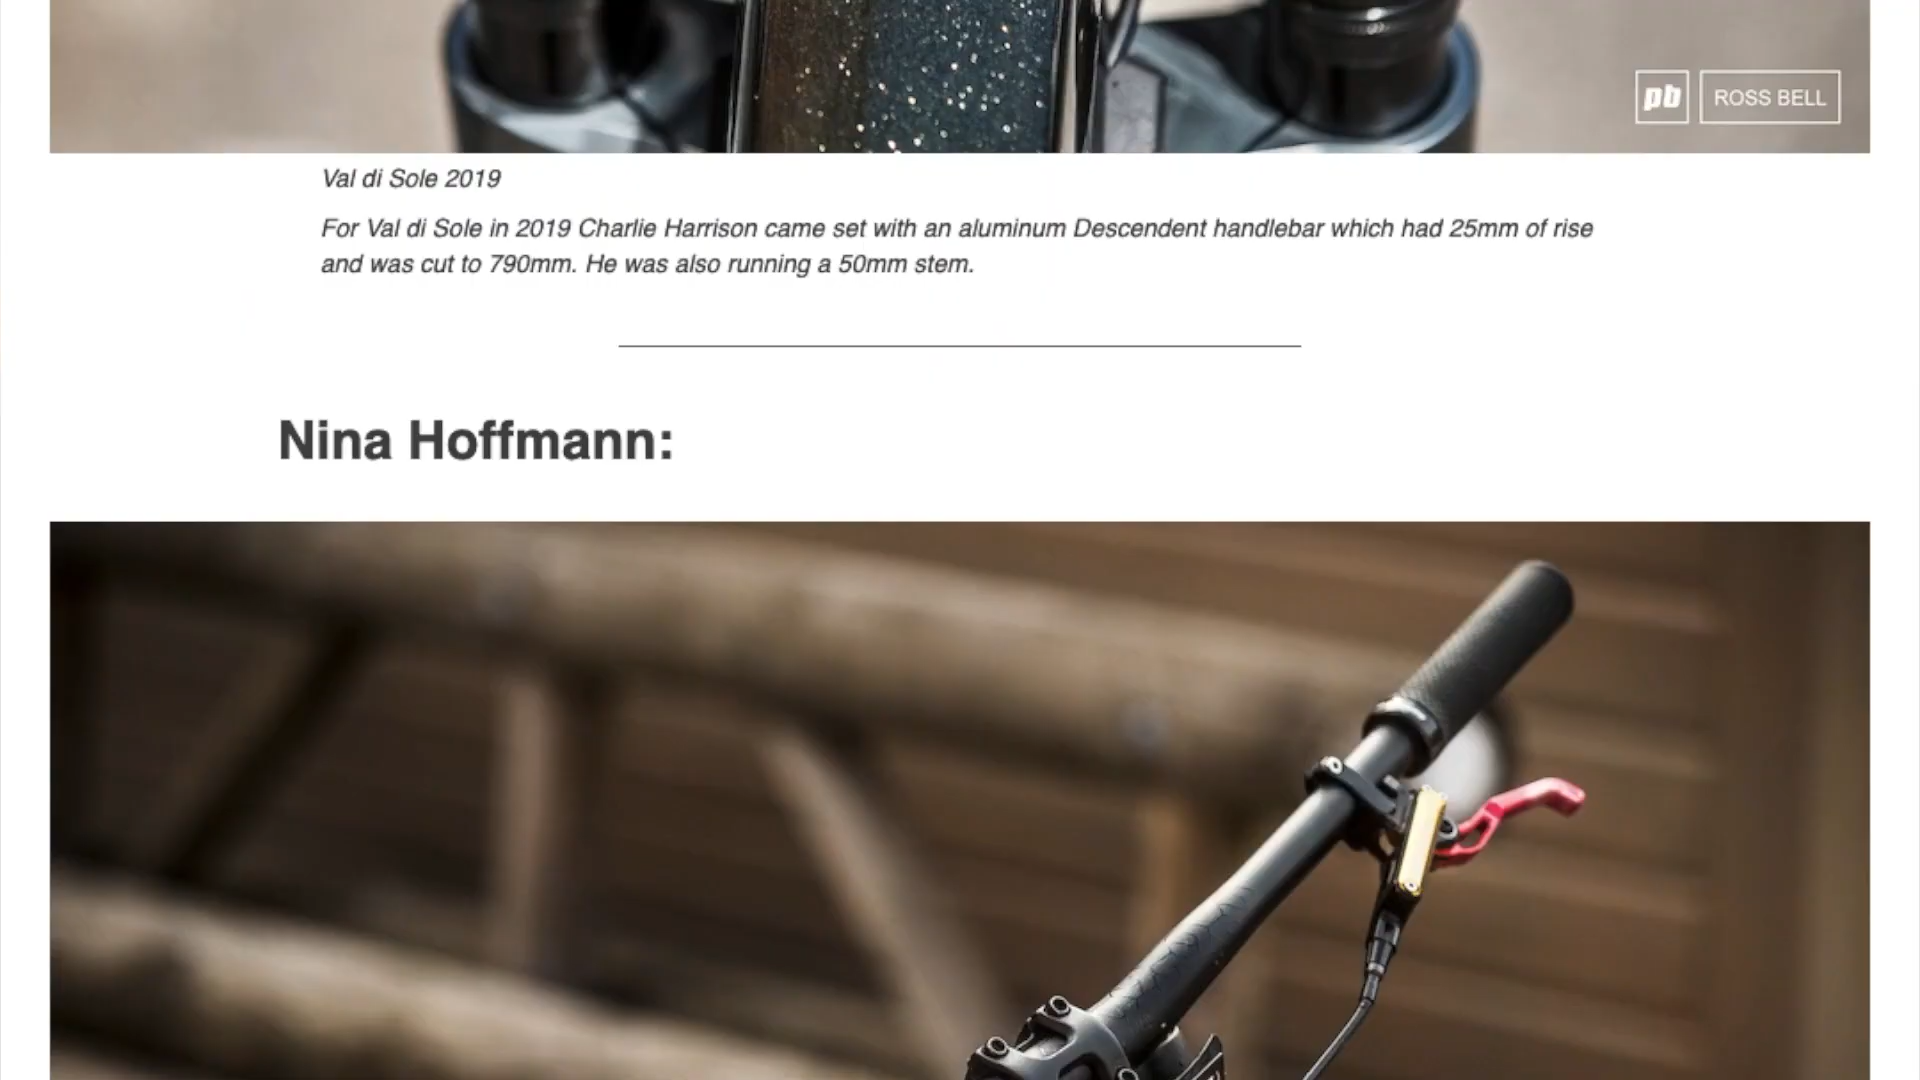 pb ROSS BELL
Val di Sole 2019
For Val di Sole in 2019 Charlie Harrison came set with an aluminum Descendent handlebar which had 25mm of rise
and was cut to 790mm. He was also running a 50mm stem.
Nina Hoffmann: